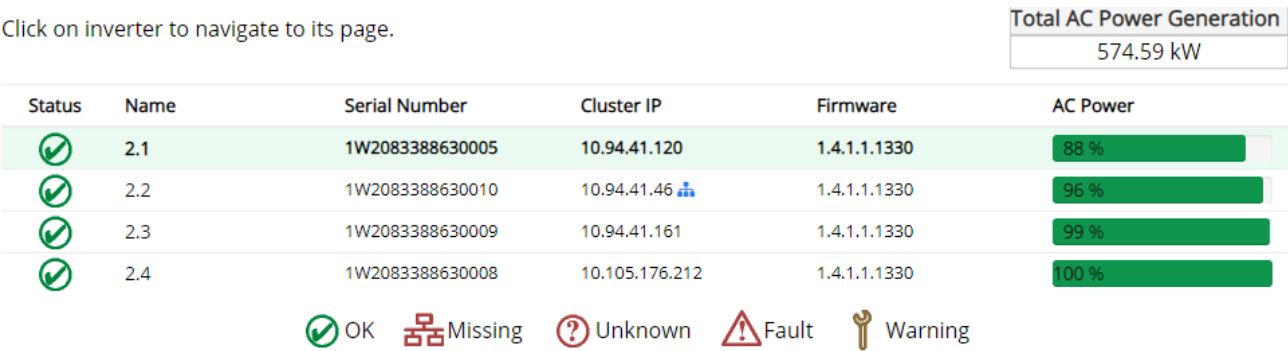 Click on inverter to navigate to its page.
Total AC Power Generation
574.59 kW
Status Name Serial Number Cluster IP Firmware AC Power
2.1 1W2083388630005 10.94.41.120 1.4.1.1.1330 88 %
2.2 1W2083388630010 10.94.41.46 1.4.1.1.1330 96 %
2.3 1W2083388630009 10.94.41.161 1.4.1.1.1330 99 %
2.4 1W2083388630008 10.105.176.212 1.4.1.1.1330 100 %
OK Missing Unknown Fault Warning